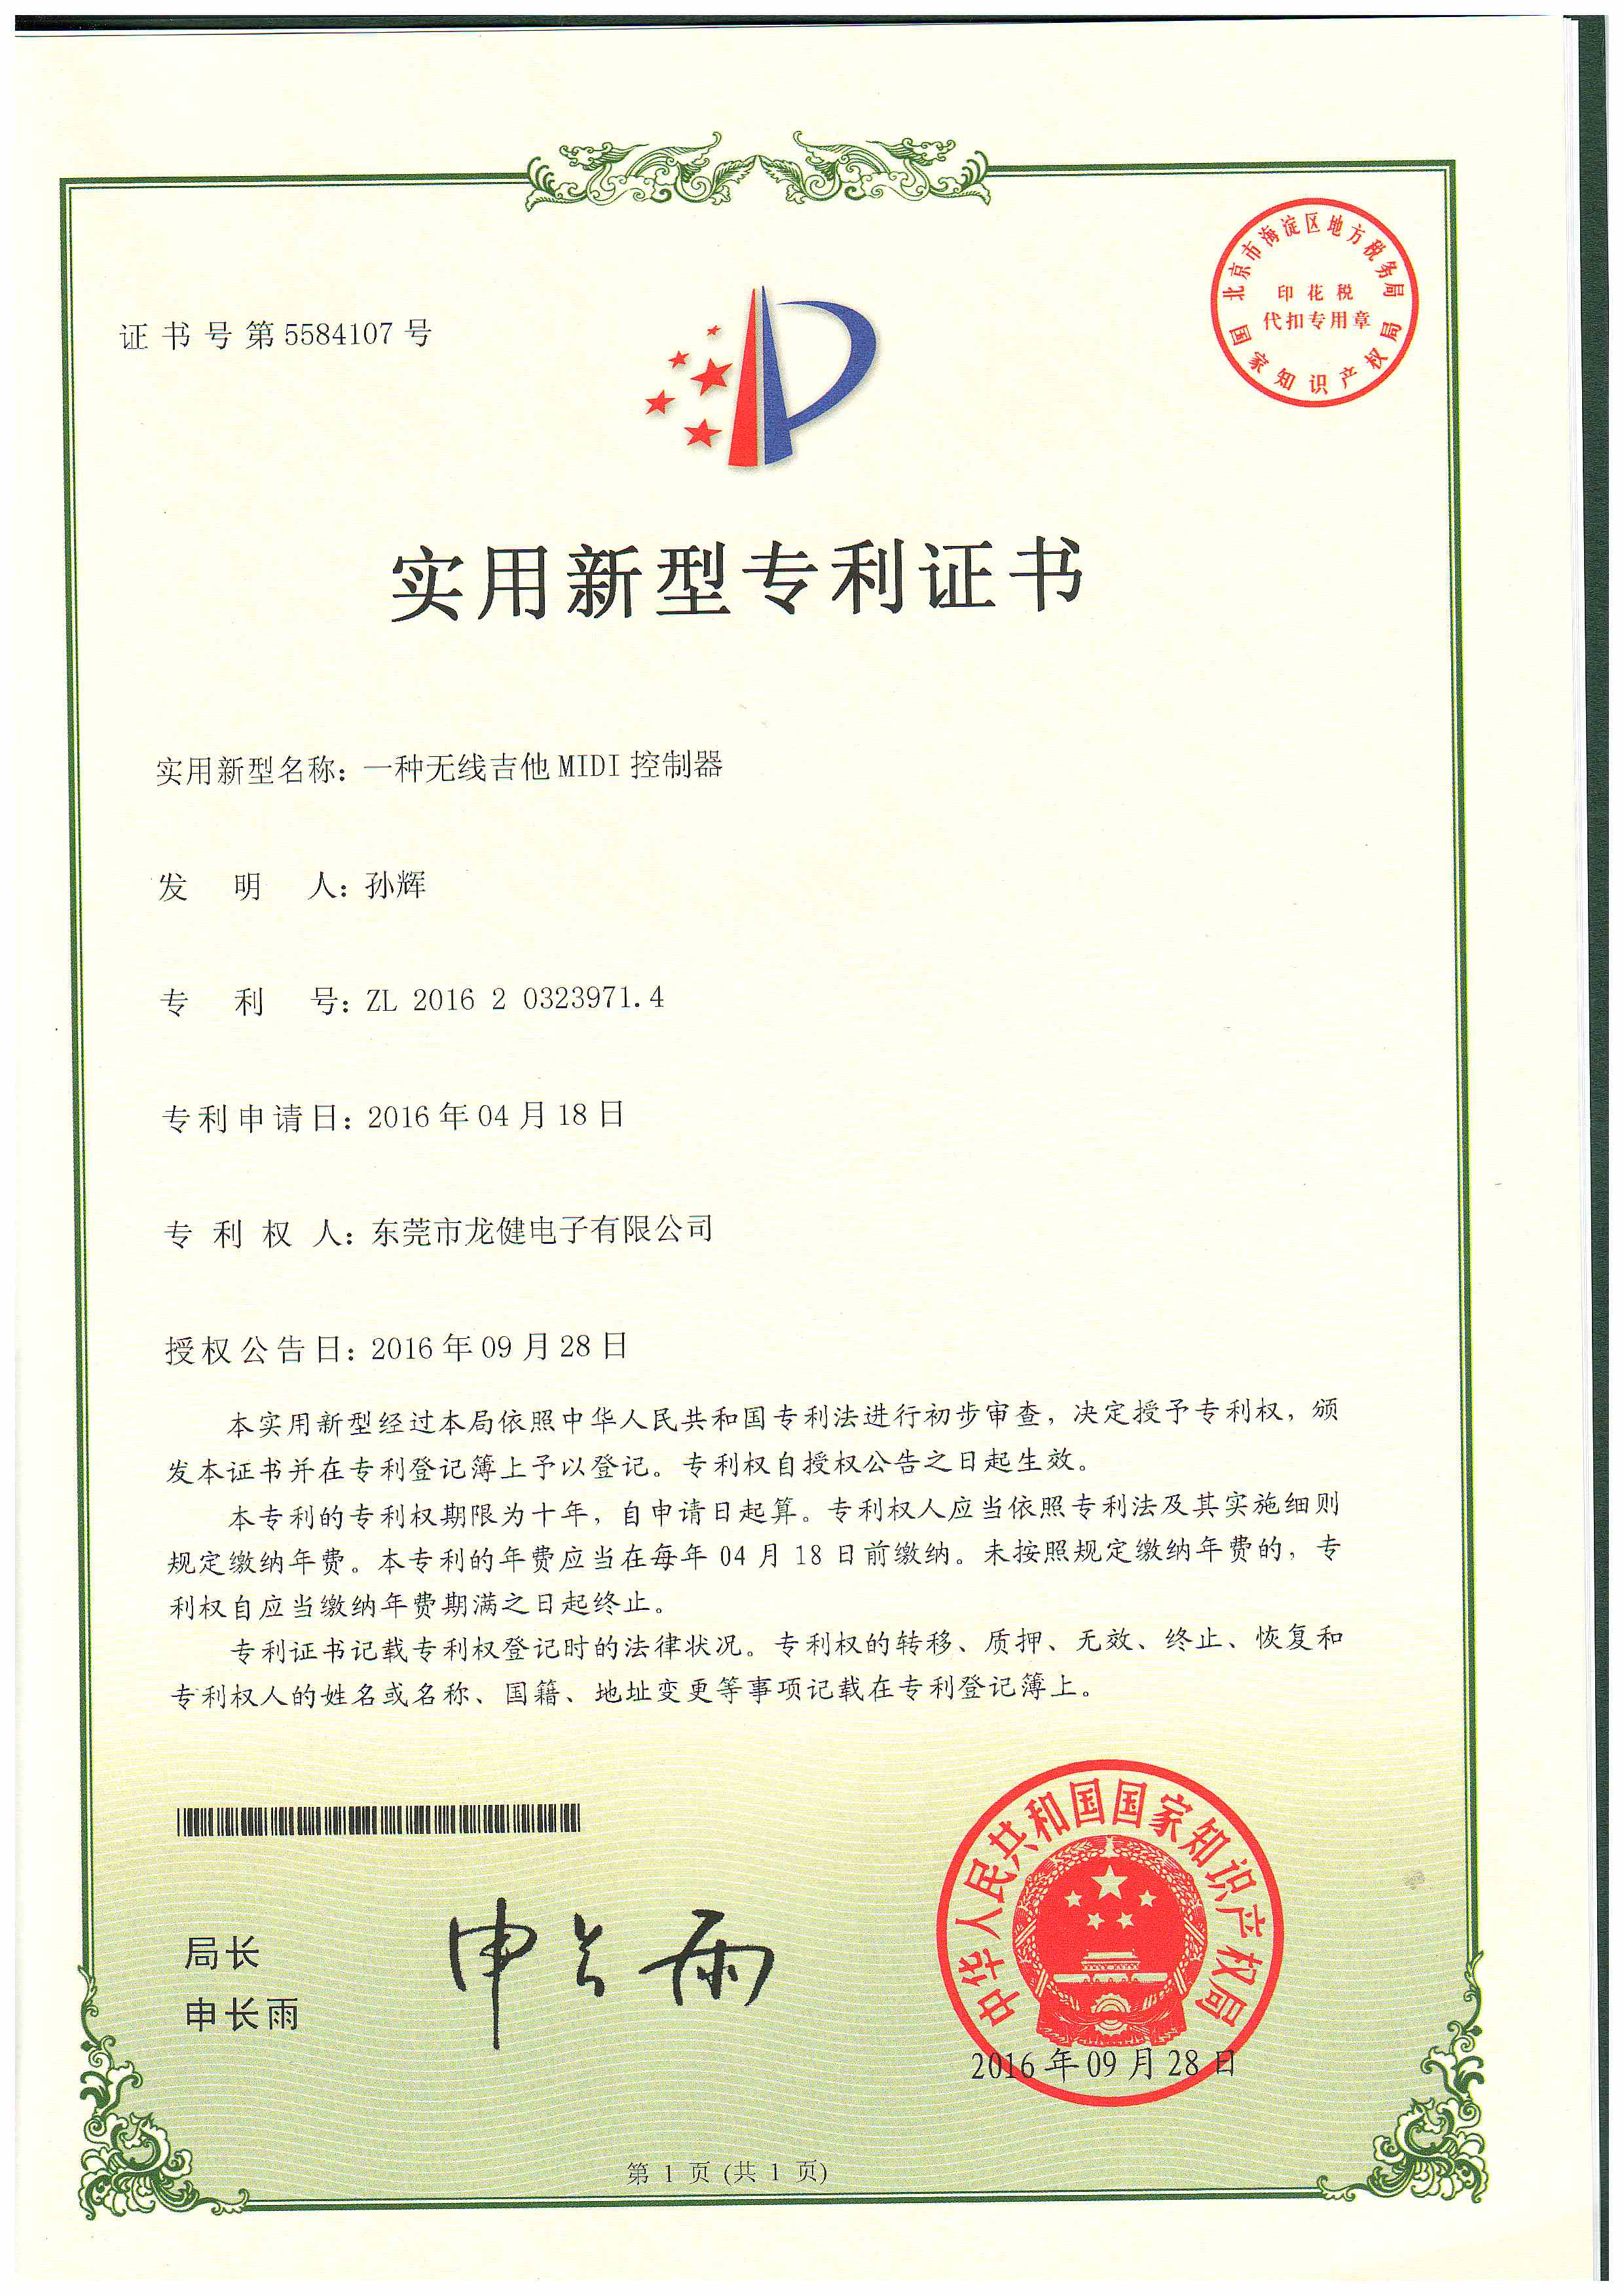 证书号第5584107号
北京市海淀区地方税务局
印花税
代扣专用章
国家知识产权局
实用新型专利证书
实用新型名称：一种无线吉他MIDI控制器
发明人：孙辉
专利号：ZL 2016 2 0323971.4
专利申请日：2016年04月18日
专利权人：东莞市龙健电子有限公司
授权公告日：2016年09月28日
本实用新型经过本局依照中华人民共和国专利法进行初步审查，决定授予专利权，颁
发本证书并在专利登记簿上予以登记。专利权自授权公告之日起生效。
本专利的专利权期限为十年，自申请日起算。专利权人应当依照专利法及其实施细则
规定缴纳年费。本专利的年费应当在每年04月18日前缴纳。未按照规定缴纳年费的，专
利权自应当缴纳年费期满之日起终止。
专利证书记载专利权登记时的法律状况。专利权的转移、质押、无效、终止、恢复和
专利权人的姓名或名称、国籍、地址变更等事项记载在专利登记簿上。
局长
申长雨
申长雨
中华人民共和国国家知识产权局
2016年09月28日
第1页(共1页)